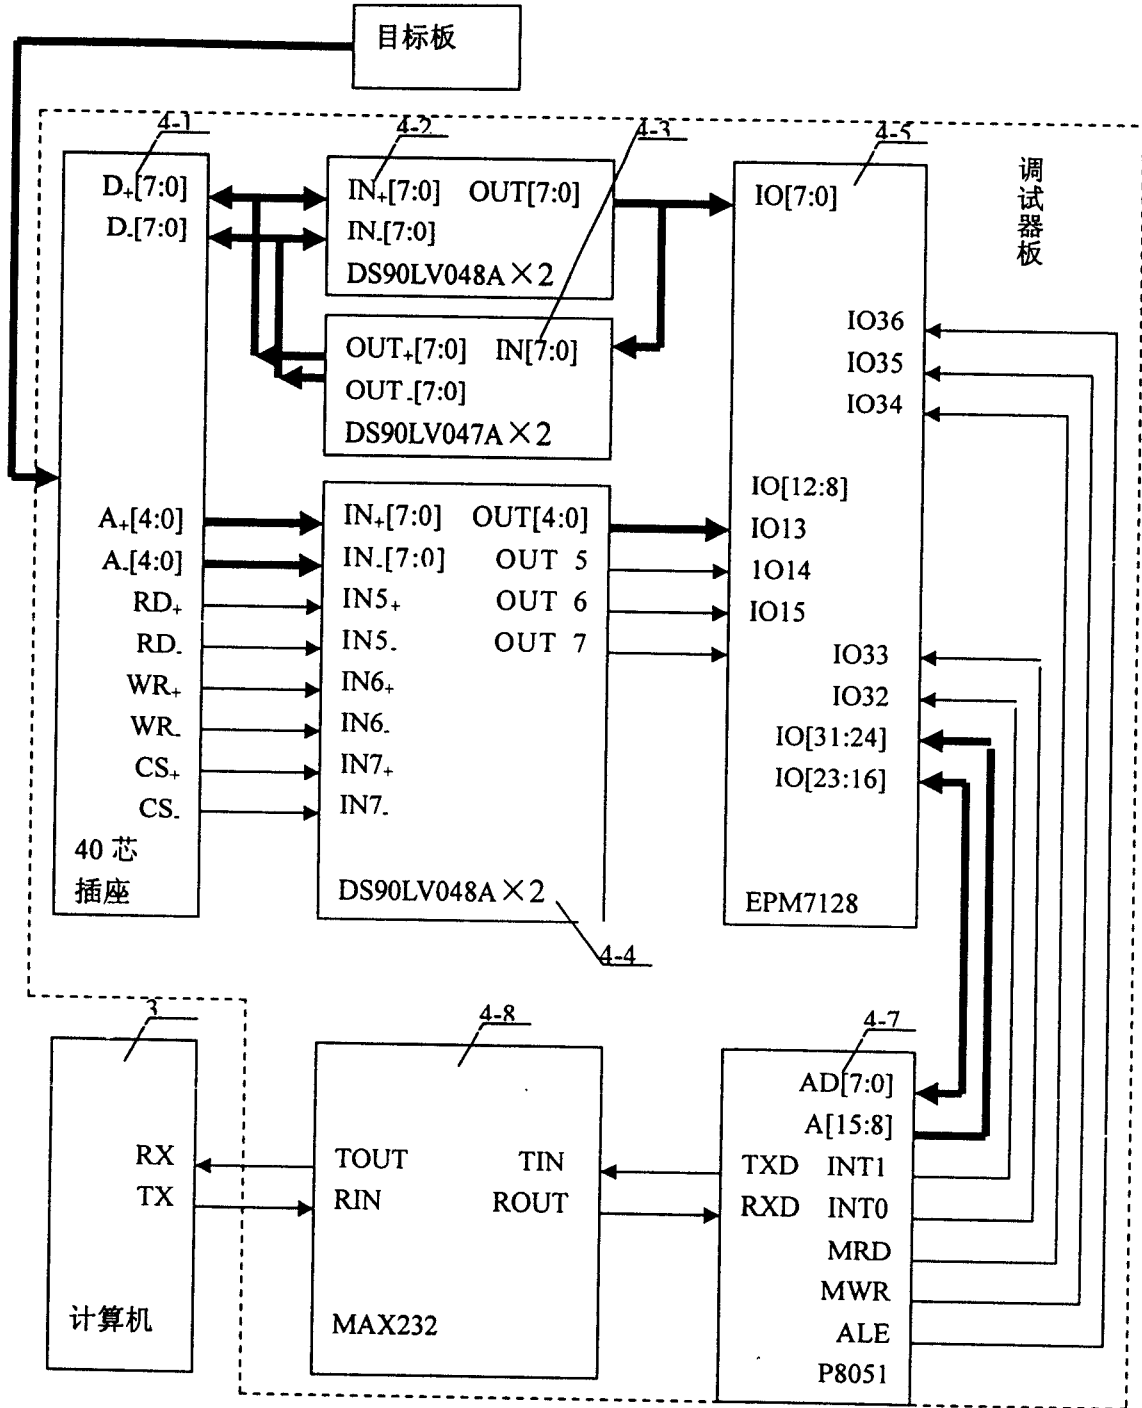 目标板
4-1
4-2
4-3
4-5
调试器板
D+[7:0]
D-[7:0]
IN+[7:0] OUT[7:0]
IN-[7:0]
DS90LV048A×2
IO[7:0]
OUT+[7:0] IN[7:0]
OUT-[7:0]
DS90LV047A×2
IO36
IO35
IO34
A+[4:0]
A-[4:0]
RD+
RD-
WR+
WR-
CS+
CS-
40芯
插座
IN+[7:0] OUT[4:0]
IN-[7:0] OUT 5
IN5+ OUT 6
IN5- OUT 7
IN6+
IN6-
IN7+
IN7-
DS90LV048A×2
4-4
IO[12:8]
IO13
1O14
IO15
IO33
IO32
IO[31:24]
IO[23:16]
EPM7128
3
4-8
4-7
RX
TX
计算机
TOUT TIN
RIN ROUT
MAX232
AD[7:0]
A[15:8]
TXD INT1
RXD INT0
MRD
MWR
ALE
P8051